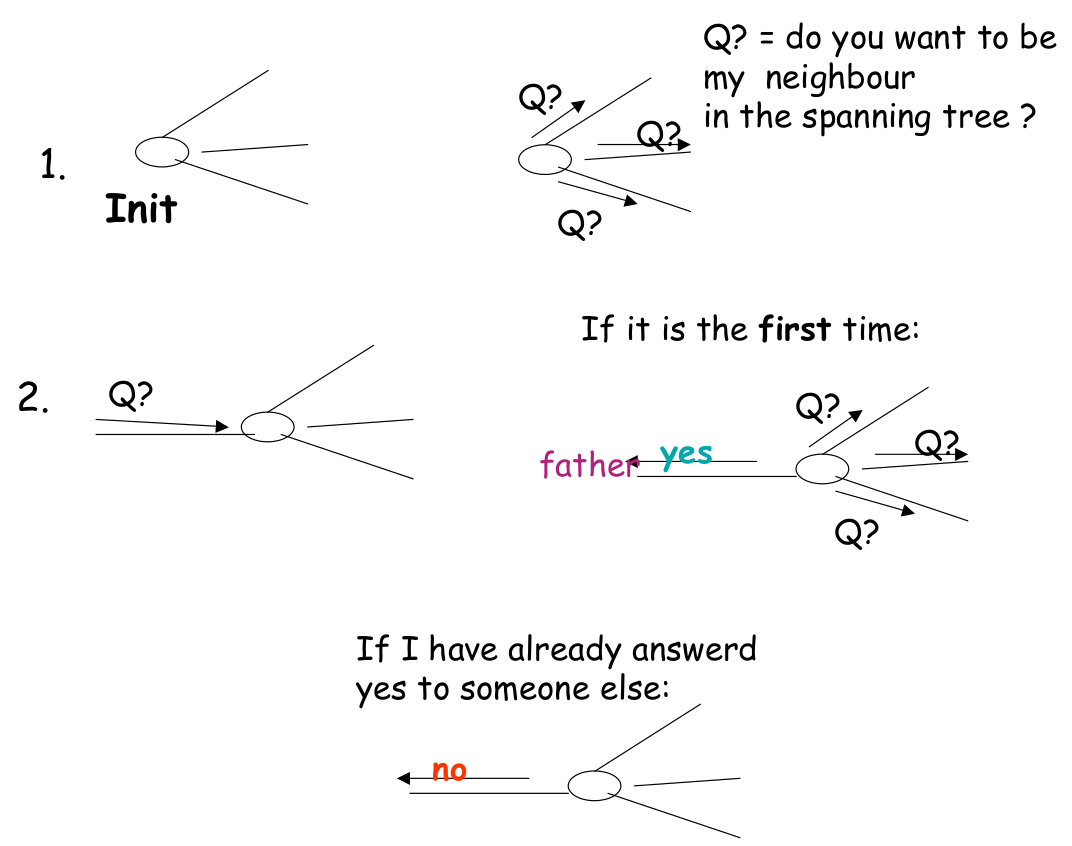 Q? = do you want to be
my neighbour
in the spanning tree ?
Q?
Q?
1.
Init
Q?
If it is the first time:
2.
Q?
Q?
Q?
father
yes
Q?
If I have already answerd
yes to someone else:
no